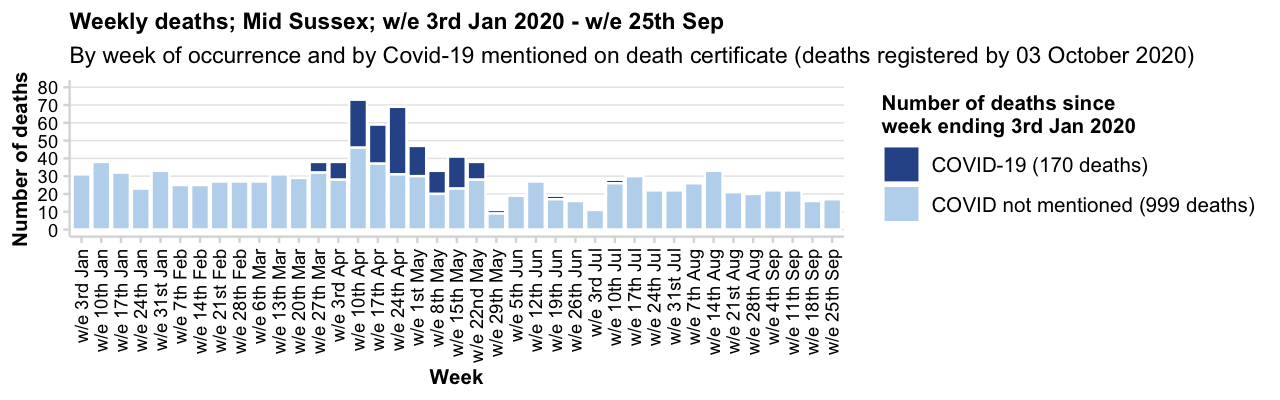 Weekly deaths; Mid Sussex; w/e 3rd Jan 2020 - w/e 25th Sep
By week of occurrence and by Covid-19 mentioned on death certificate (deaths registered by 03 October 2020)
Number of deaths
80
70
60
50
40
30
20
10
0
w/e 3rd Jan
w/e 10th Jan
w/e 17th Jan
w/e 24th Jan
w/e 31st Jan
w/e 7th Feb
w/e 14th Feb
w/e 21st Feb
w/e 28th Feb
w/e 6th Mar
w/e 13th Mar
w/e 20th Mar
w/e 27th Mar
w/e 3rd Apr
w/e 10th Apr
w/e 17th Apr
w/e 24th Apr
w/e 1st May
w/e 8th May
w/e 15th May
w/e 22nd May
w/e 29th May
w/e 5th Jun
w/e 12th Jun
w/e 19th Jun
w/e 26th Jun
w/e 3rd Jul
w/e 10th Jul
w/e 17th Jul
w/e 24th Jul
w/e 31st Jul
w/e 7th Aug
w/e 14th Aug
w/e 21st Aug
w/e 28th Aug
w/e 4th Sep
w/e 11th Sep
w/e 18th Sep
w/e 25th Sep
Week
Number of deaths since
week ending 3rd Jan 2020
COVID-19 (170 deaths)
COVID not mentioned (999 deaths)